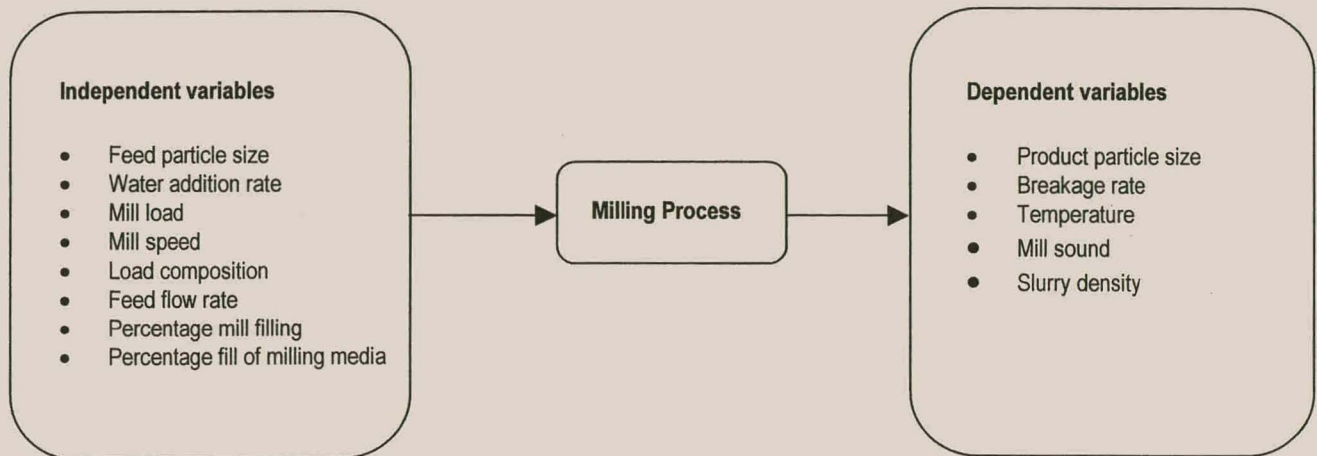 Independent variables
• Feed particle size
• Water addition rate
• Mill load
• Mill speed
• Load composition
• Feed flow rate
• Percentage mill filling
• Percentage fill of milling media
Milling Process
Dependent variables
• Product particle size
• Breakage rate
• Temperature
• Mill sound
• Slurry density